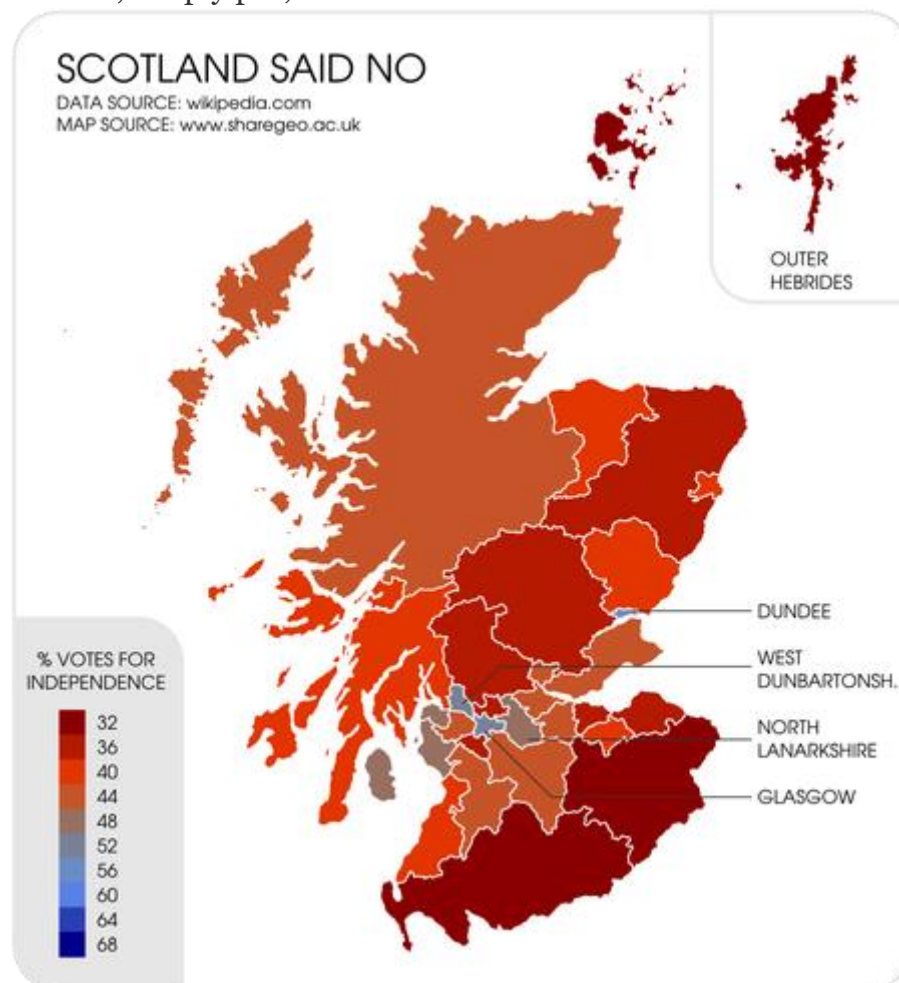 SCOTLAND SAID NO
DATA SOURCE: wikipedia.com
MAP SOURCE: www.sharegeo.ac.uk
OUTER
HEBRIDES
DUNDEE
WEST
DUNBARTONSH.
NORTH
LANARKSHIRE
GLASGOW
% VOTES FOR
INDEPENDENCE
32
36
40
44
48
52
56
60
64
68